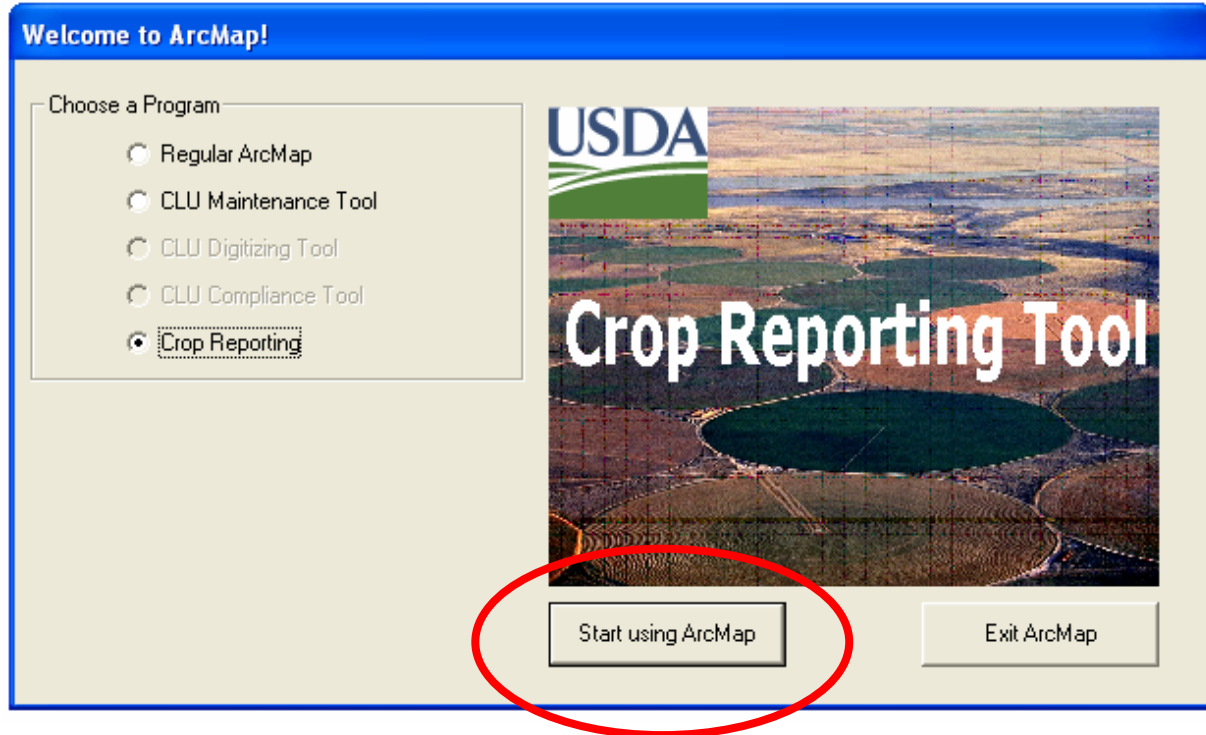 Welcome to ArcMap!
Choose a Program
Regular ArcMap
CLU Maintenance Tool
CLU Digitizing Tool
CLU Compliance Tool
Crop Reporting
USDA
Crop Reporting Tool
Start using ArcMap
Exit ArcMap